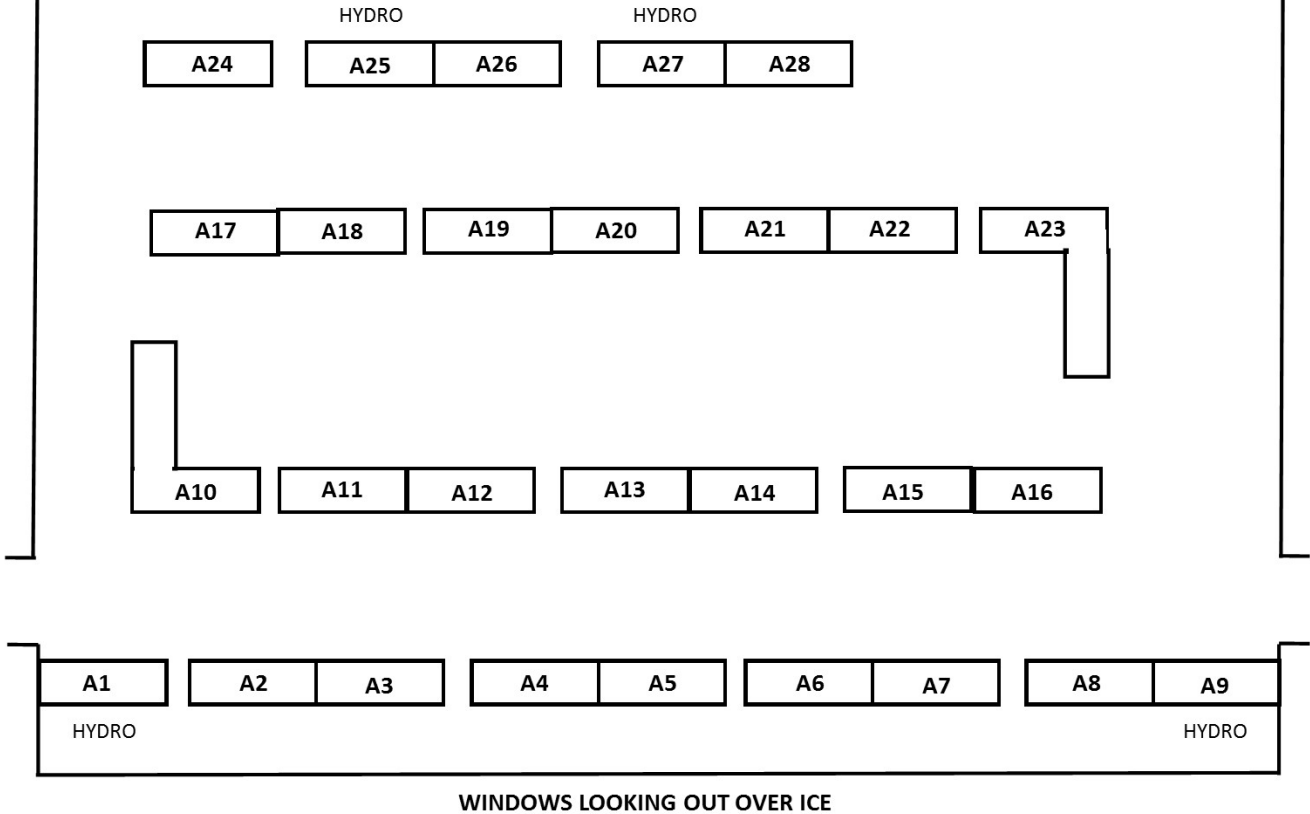 HYDRO HYDRO
A24 A25 A26 A27 A28
A17 A18 A19 A20 A21 A22 A23
A10 A11 A12 A13 A14 A15 A16
A1 A2 A3 A4 A5 A6 A7 A8 A9
HYDRO HYDRO
WINDOWS LOOKING OUT OVER ICE